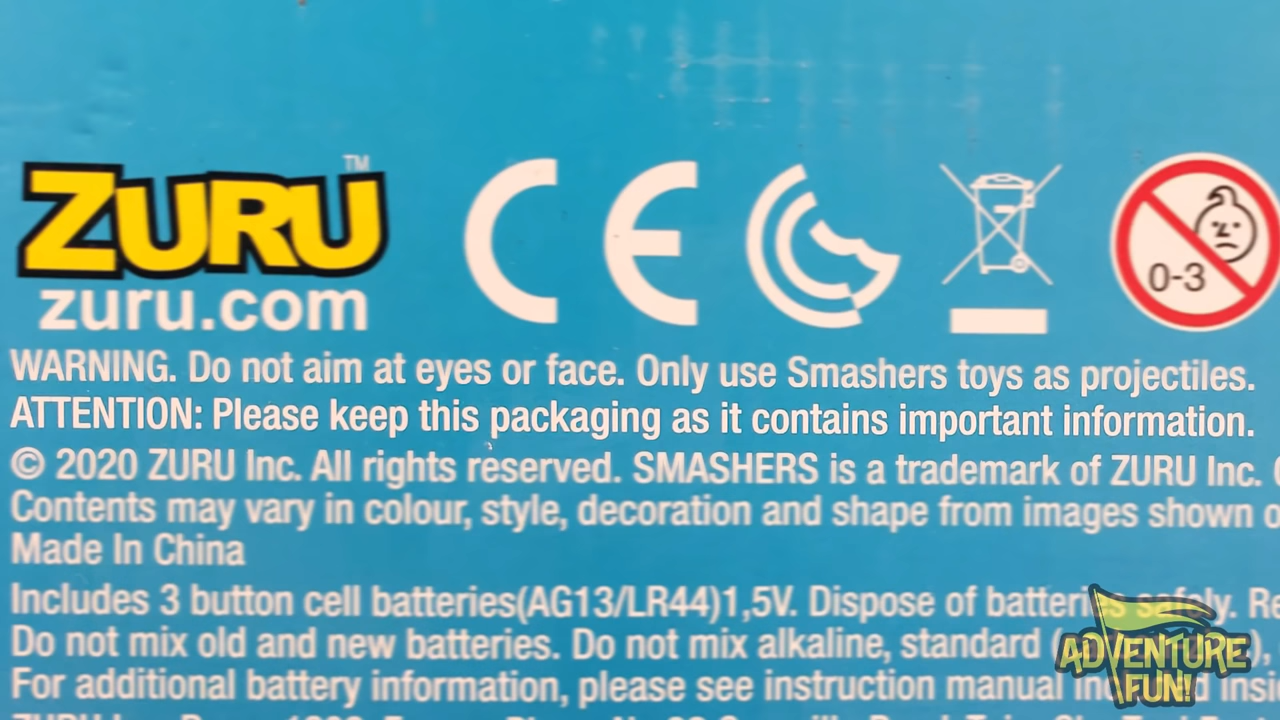 ZURU™
zuru.com
CE
0-3
WARNING. Do not aim at eyes or face. Only use Smashers toys as projectiles.
ATTENTION: Please keep this packaging as it contains important information.
© 2020 ZURU Inc. All rights reserved. SMASHERS is a trademark of ZURU Inc.
Contents may vary in colour, style, decoration and shape from images shown
Made In China
Includes 3 button cell batteries(AG13/LR44)1,5V. Dispose of batteries safely.
Do not mix old and new batteries. Do not mix alkaline, standard
For additional battery information, please see instruction manual
ADVENTURE
FUN!